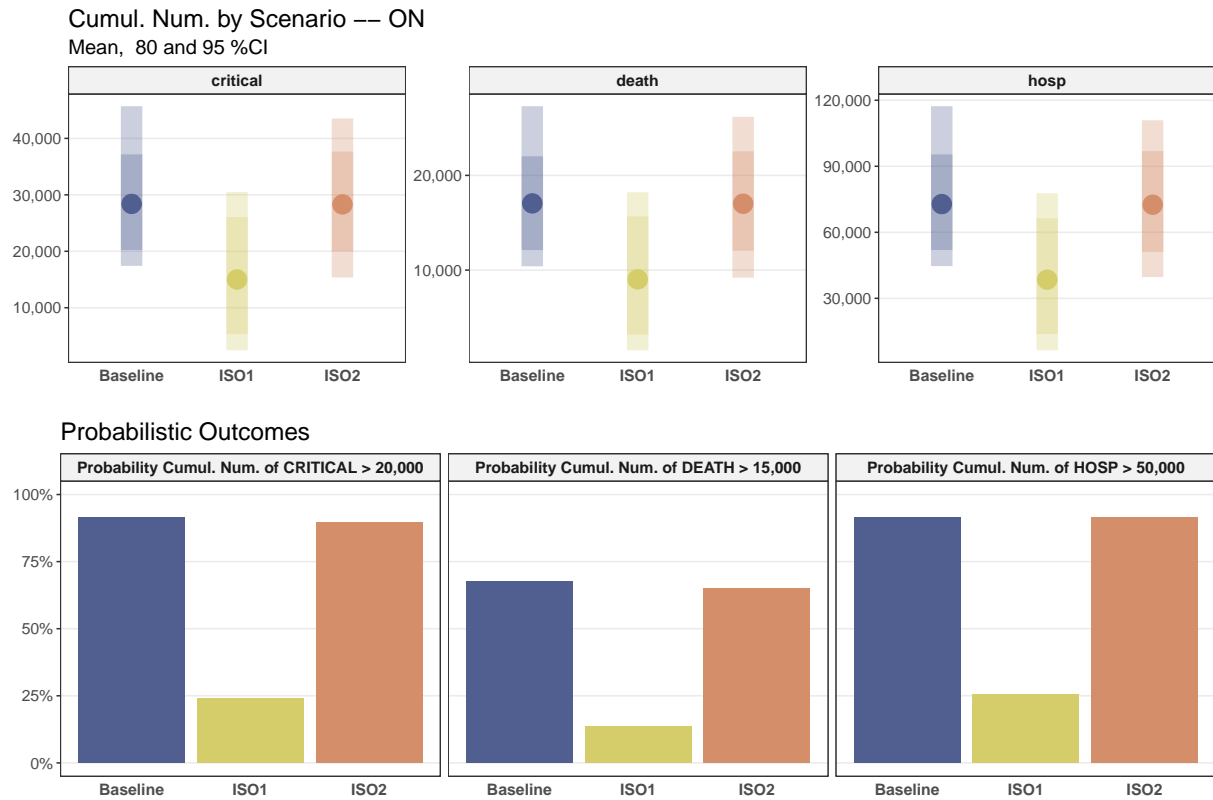 Cumul. Num. by Scenario −− ON
Mean,  80 and 95 %CI
critical
death
hosp
40,000
30,000
20,000
10,000
20,000
10,000
120,000
90,000
60,000
30,000
Baseline ISO1 ISO2
Baseline ISO1 ISO2
Baseline ISO1 ISO2
Probabilistic Outcomes
Probability Cumul. Num. of CRITICAL > 20,000
Probability Cumul. Num. of DEATH > 15,000
Probability Cumul. Num. of HOSP > 50,000
100%
75%
50%
25%
0%
Baseline ISO1 ISO2
Baseline ISO1 ISO2
Baseline ISO1 ISO2